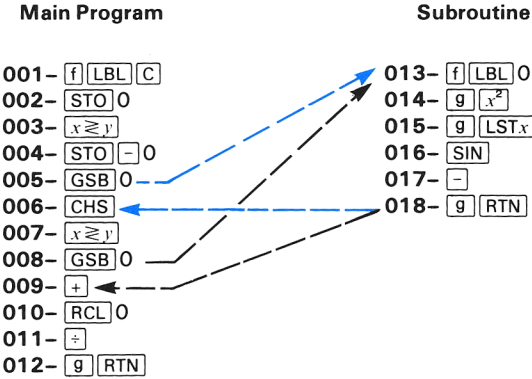 Main Program
001– f LBL C
002– STO 0
003– x≷y
004– STO – 0
005– GSB 0
006– CHS
007– x≷y
008– GSB 0
009– +
010– RCL 0
011– ÷
012– g RTN
Subroutine
013– f LBL 0
014– g x²
015– g LSTx
016– SIN
017– –
018– g RTN